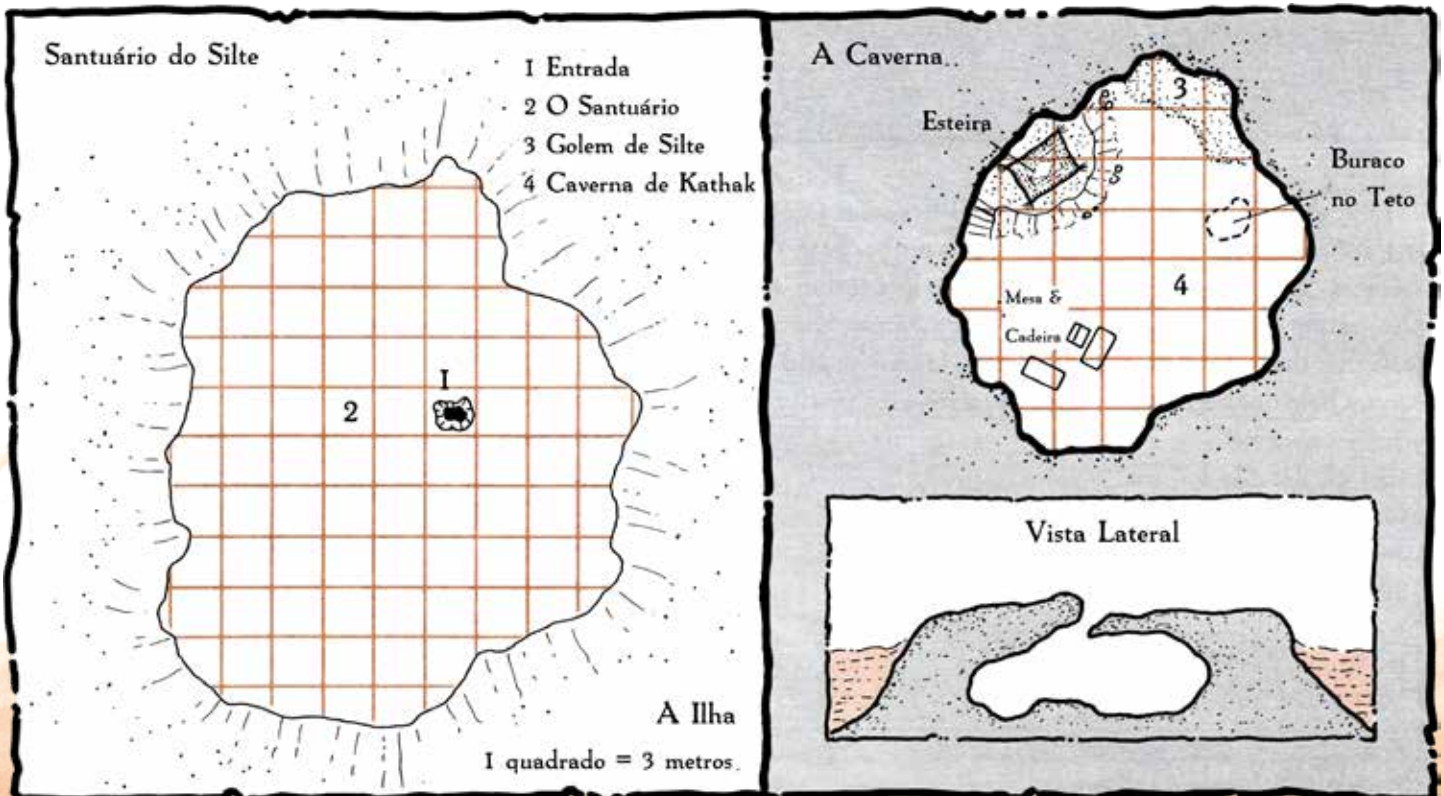 Santuário do Silte
1 Entrada
2 O Santuário
3 Golem de Silte
4 Caverna de Kathak
1
2
A Ilha
1 quadrado = 3 metros.
A Caverna.
3
Esteira
Buraco
no Teto
4
Mesa &
Cadeira
Vista Lateral